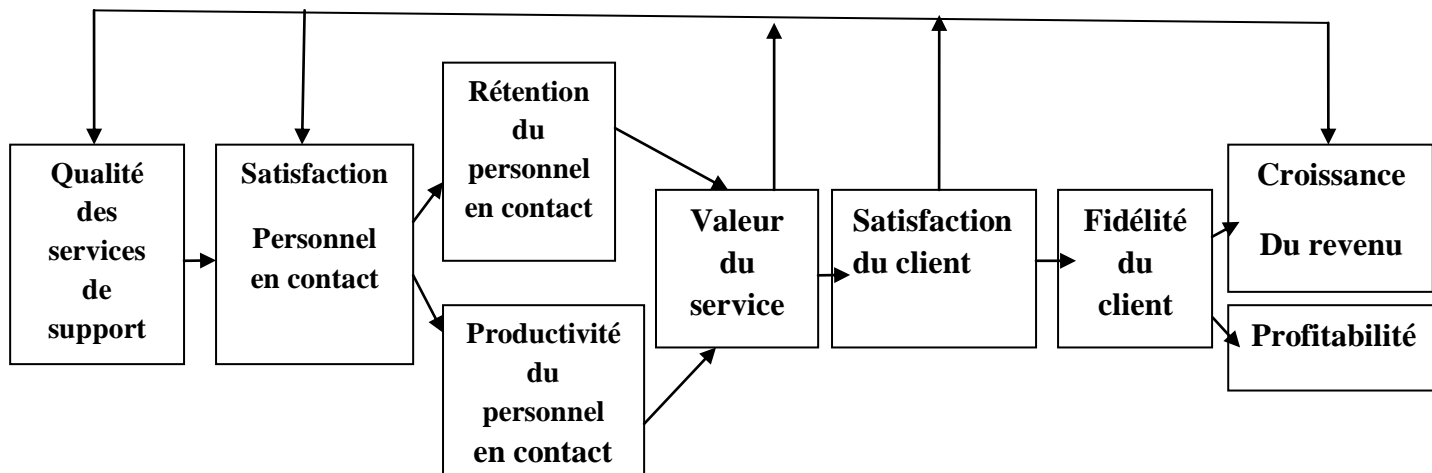 Qualité
des
services
de
support
Satisfaction
Personnel
en contact
Rétention
du
personnel
en contact
Productivité
du
personnel
en contact
Valeur
du
service
Satisfaction
du client
Fidélité
du
client
Croissance
Du revenu
Profitabilité